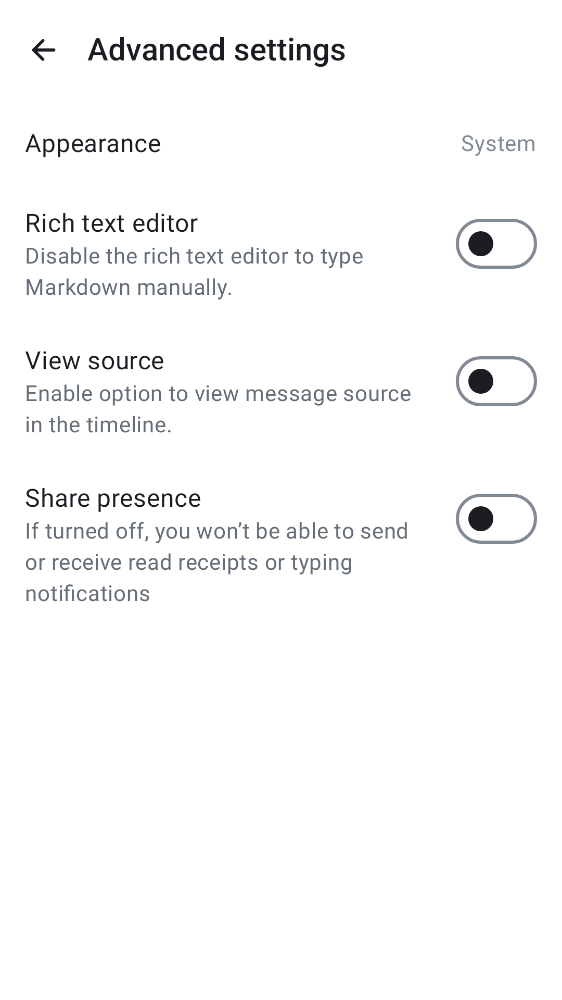 Advanced settings
Appearance
System
Rich text editor
Disable the rich text editor to type
Markdown manually.
View source
Enable option to view message source
in the timeline.
Share presence
If turned off, you won’t be able to send
or receive read receipts or typing
notifications